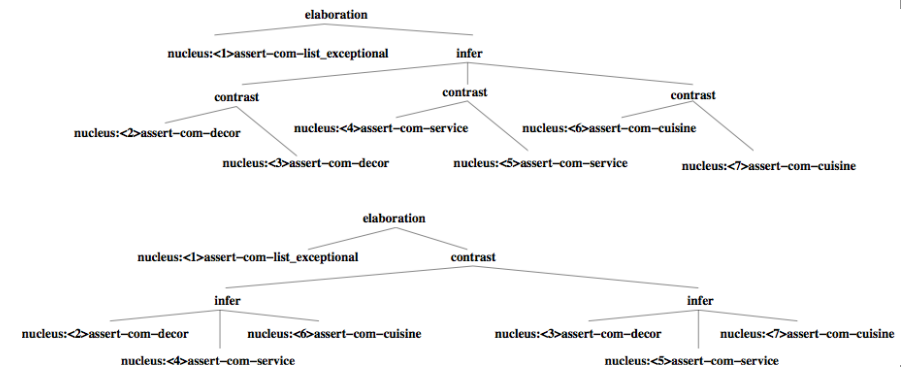 elaboration
nucleus:<1>assert−com−list_exceptional infer
contrast contrast contrast
nucleus:<2>assert−com−decor nucleus:<4>assert−com−service nucleus:<6>assert−com−cuisine
nucleus:<3>assert−com−decor nucleus:<5>assert−com−service nucleus:<7>assert−com−cuisine
elaboration
nucleus:<1>assert−com−list_exceptional contrast
infer infer
nucleus:<2>assert−com−decor nucleus:<6>assert−com−cuisine nucleus:<3>assert−com−decor nucleus:<7>assert−com−cuisine
nucleus:<4>assert−com−service nucleus:<5>assert−com−service